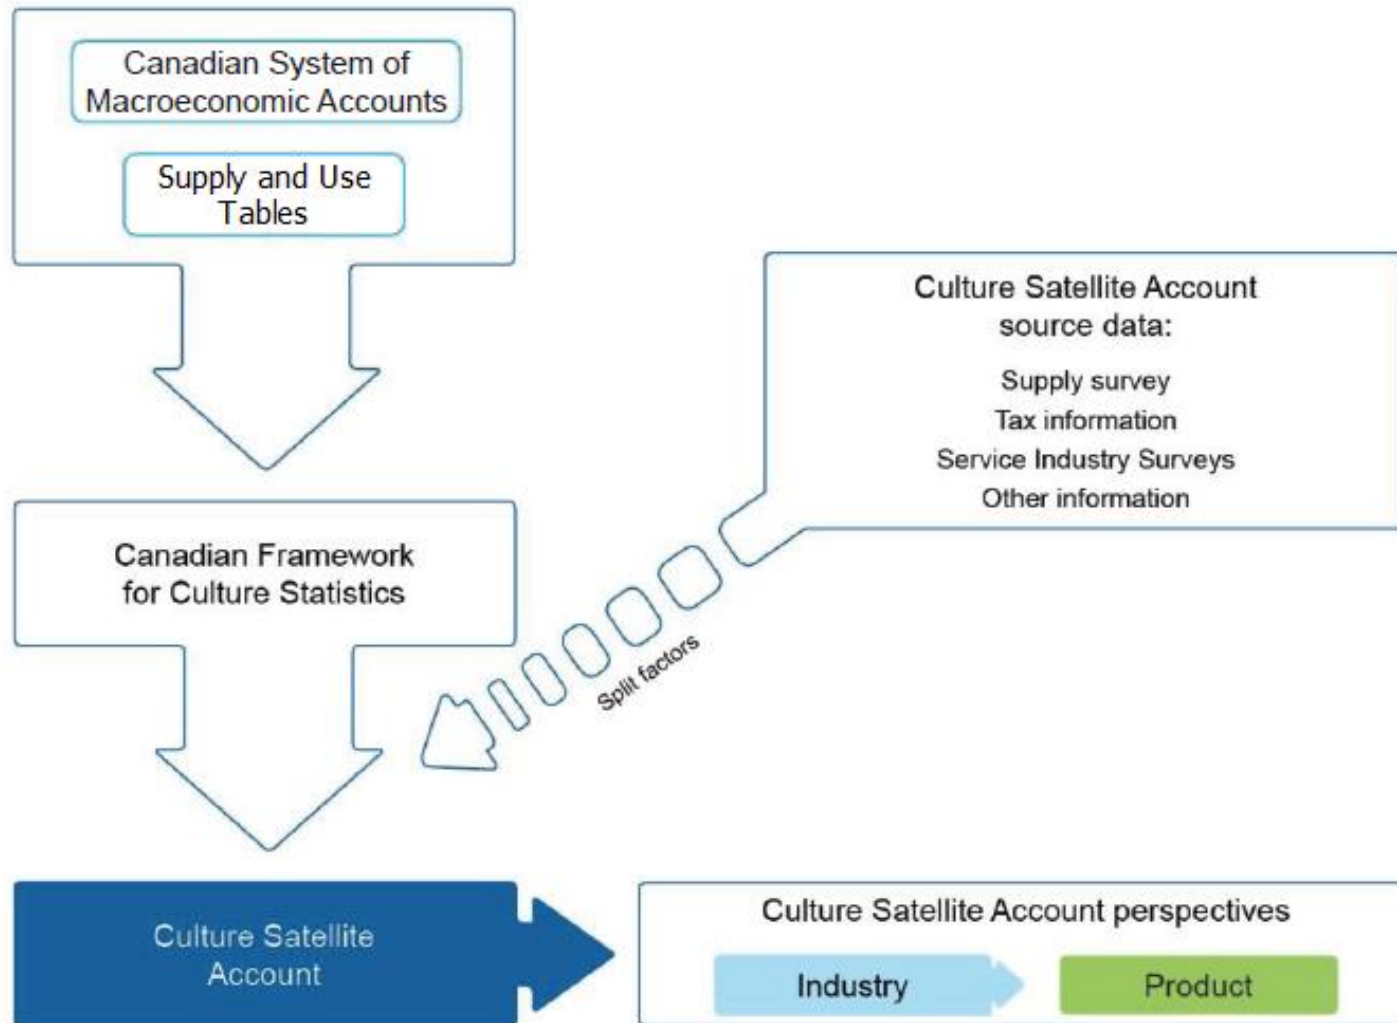 Canadian System of
Macroeconomic Accounts
Supply and Use
Tables
Culture Satellite Account
source data:
Supply survey
Tax information
Service Industry Surveys
Other information
Canadian Framework
for Culture Statistics
Split factors
Culture Satellite
Account
Culture Satellite Account perspectives
Industry
Product